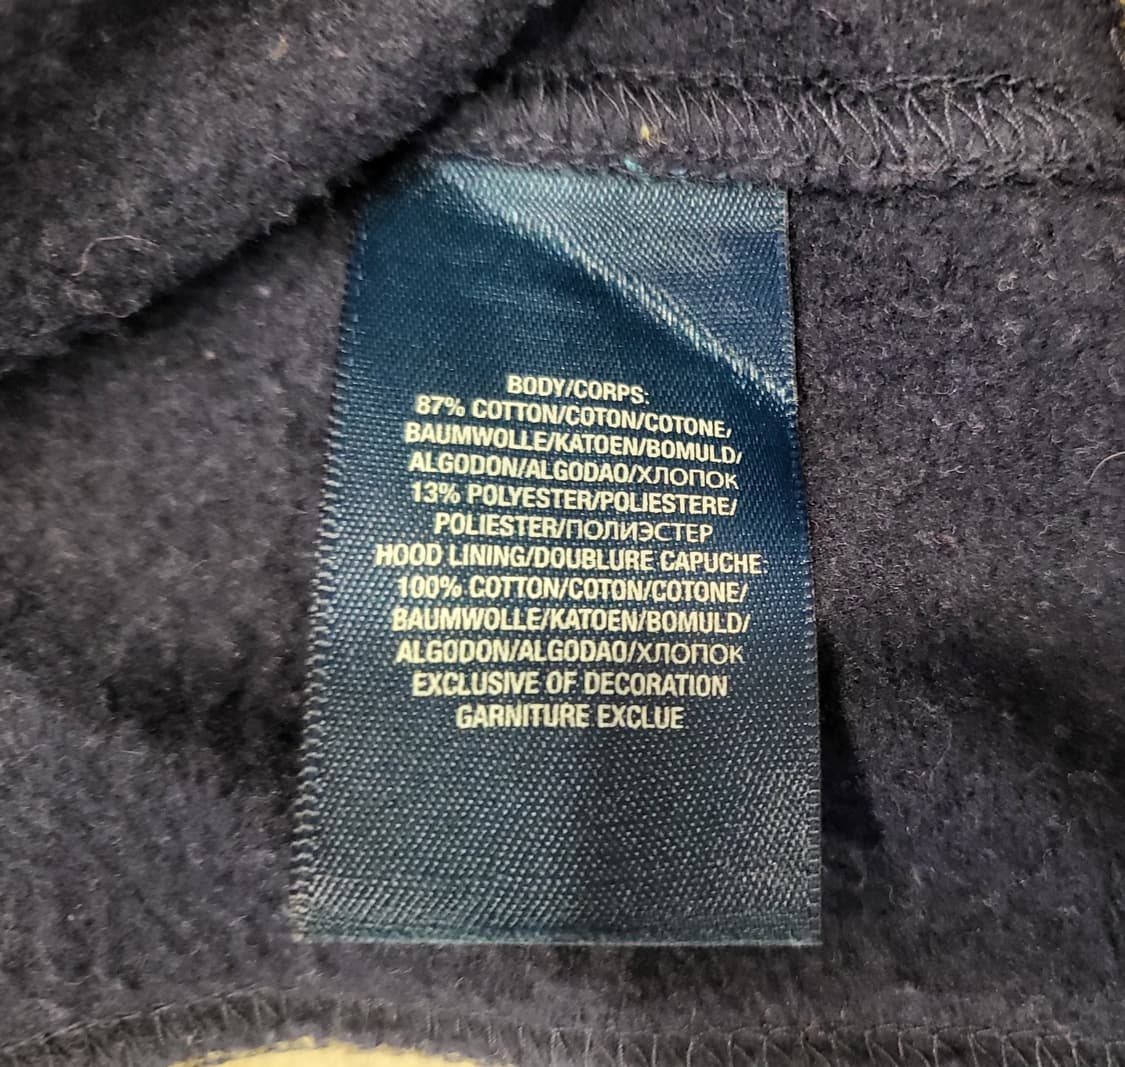 BODY/CORPS:
87% COTTON/COTON/COTONE/
BAUMWOLLE/KATOEN/BOMULD/
ALGODON/ALGODAO/ХЛОПОК
13% POLYESTER/POLIESTERE/
POLIESTER/ПОЛИЭСТЕР
HOOD LINING/DOUBLURE CAPUCHE:
100% COTTON/COTON/COTONE/
BAUMWOLLE/KATOEN/BOMULD/
ALGODON/ALGODAO/ХЛОПОК
EXCLUSIVE OF DECORATION
GARNITURE EXCLUE